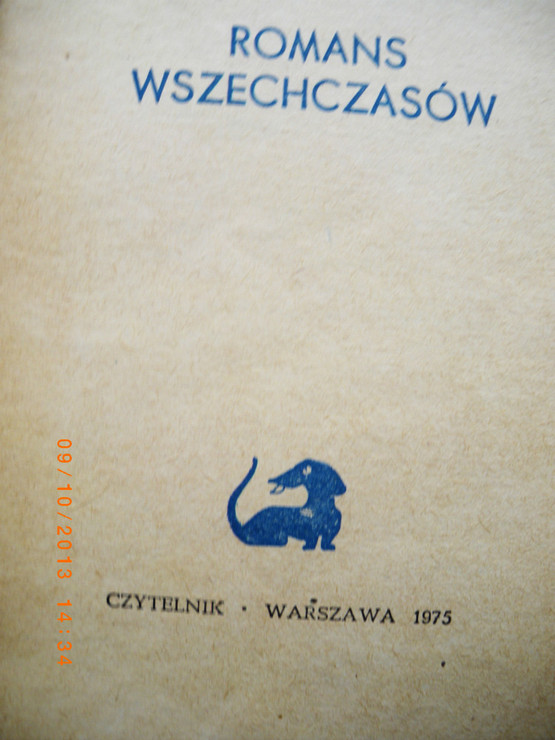 ROMANS
WSZECHCZASÓW
CZYTELNIK · WARSZAWA 1975
09/10/2013 14:34